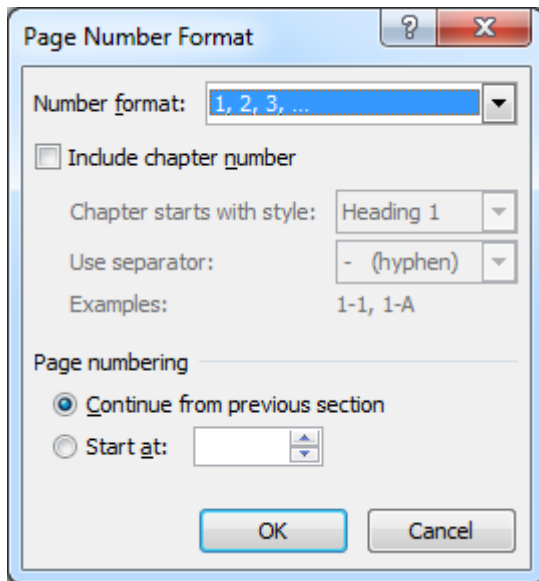 Page Number Format
Number format: 1, 2, 3, ...
Include chapter number
Chapter starts with style: Heading 1
Use separator: - (hyphen)
Examples: 1-1, 1-A
Page numbering
Continue from previous section
Start at:
OK Cancel